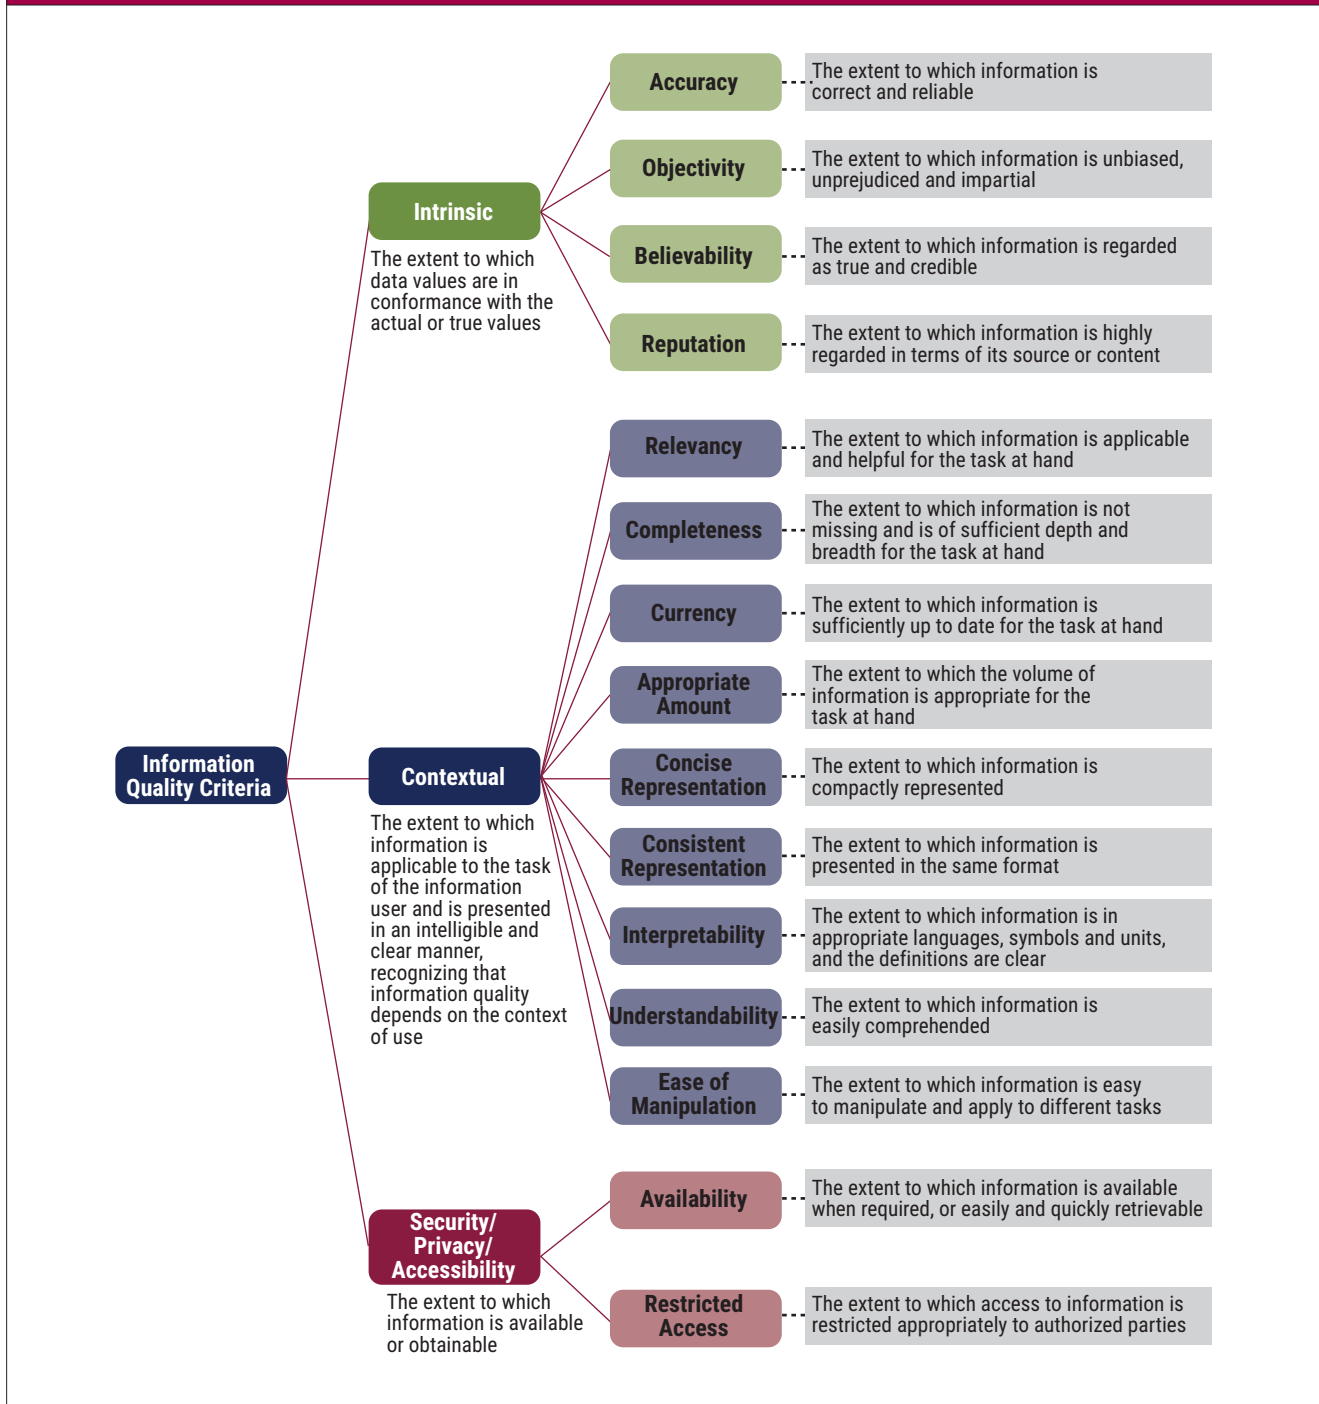 Accuracy
The extent to which information is
correct and reliable
Objectivity
The extent to which information is unbiased,
unprejudiced and impartial
Intrinsic
The extent to which
data values are in
conformance with the
actual or true values
Believability
The extent to which information is regarded
as true and credible
Reputation
The extent to which information is highly
regarded in terms of its source or content
Relevancy
The extent to which information is applicable
and helpful for the task at hand
Completeness
The extent to which information is not
missing and is of sufficient depth and
breadth for the task at hand
Currency
The extent to which information is
sufficiently up to date for the task at hand
Appropriate
Amount
The extent to which the volume of
information is appropriate for the
task at hand
Information
Quality Criteria
Contextual
The extent to which
information is
applicable to the task
of the information
user and is presented
in an intelligible and
clear manner,
recognizing that
information quality
depends on the context
of use
Concise
Representation
The extent to which information is
compactly represented
Consistent
Representation
The extent to which information is
presented in the same format
Interpretability
The extent to which information is in
appropriate languages, symbols and units,
and the definitions are clear
Understandability
The extent to which information is
easily comprehended
Ease of
Manipulation
The extent to which information is easy
to manipulate and apply to different tasks
Availability
The extent to which information is available
when required, or easily and quickly retrievable
Security/
Privacy/
Accessibility
The extent to which
information is available
or obtainable
Restricted
Access
The extent to which access to information is
restricted appropriately to authorized parties